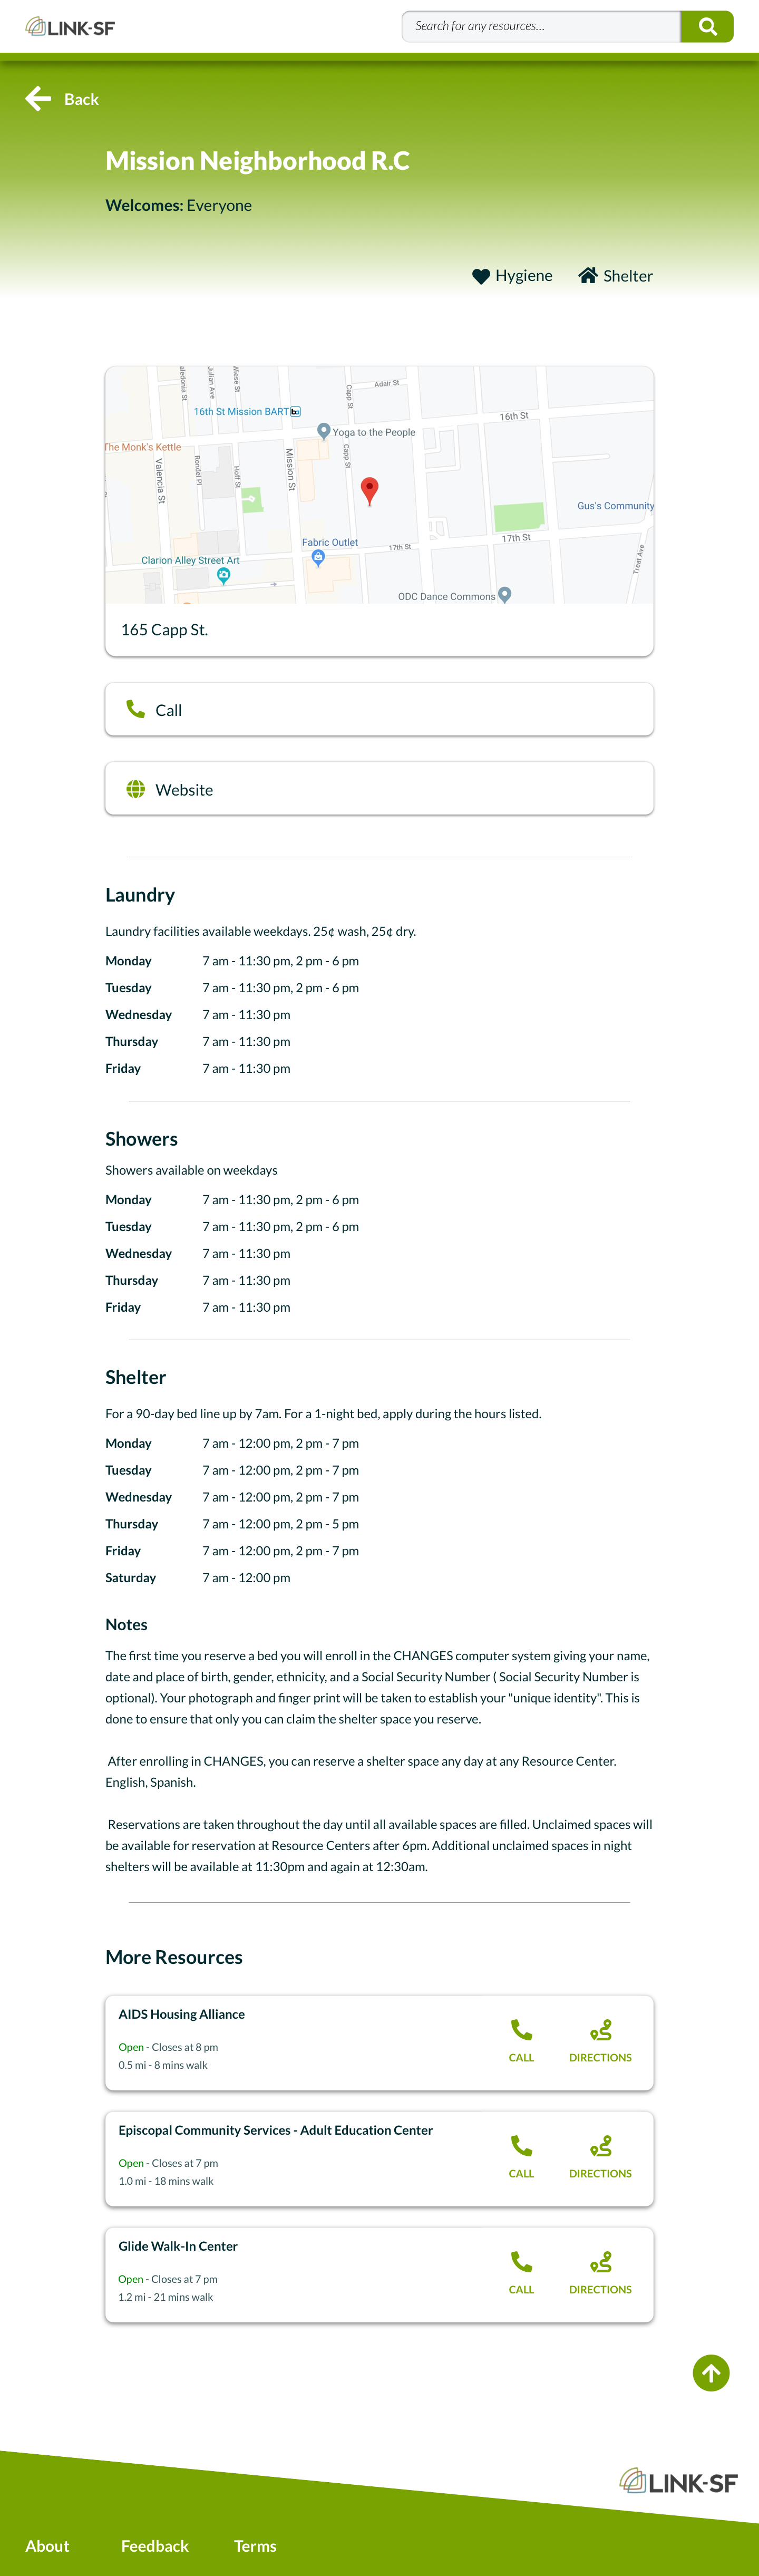 LINK-SF
Search for any resources...
Back
Mission Neighborhood R.C
Welcomes: Everyone
Hygiene
Shelter
Julian Ave
Wiese St
Capp St
Adair St
16th St Mission BART
16th St
Yoga to the People
The Monk's Kettle
Valencia St
Rondel Pl
Hoff St
Mission St
Capp St
Gus's Community
17th St
17th St
Fabric Outlet
Clarion Alley Street Art
Treat Ave
ODC Dance Commons
165 Capp St.
Call
Website
Laundry
Laundry facilities available weekdays. 25¢ wash, 25¢ dry.
Monday 7 am - 11:30 pm, 2 pm - 6 pm
Tuesday 7 am - 11:30 pm, 2 pm - 6 pm
Wednesday 7 am - 11:30 pm
Thursday 7 am - 11:30 pm
Friday 7 am - 11:30 pm
Showers
Showers available on weekdays
Monday 7 am - 11:30 pm, 2 pm - 6 pm
Tuesday 7 am - 11:30 pm, 2 pm - 6 pm
Wednesday 7 am - 11:30 pm
Thursday 7 am - 11:30 pm
Friday 7 am - 11:30 pm
Shelter
For a 90-day bed line up by 7am. For a 1-night bed, apply during the hours listed.
Monday 7 am - 12:00 pm, 2 pm - 7 pm
Tuesday 7 am - 12:00 pm, 2 pm - 7 pm
Wednesday 7 am - 12:00 pm, 2 pm - 7 pm
Thursday 7 am - 12:00 pm, 2 pm - 5 pm
Friday 7 am - 12:00 pm, 2 pm - 7 pm
Saturday 7 am - 12:00 pm
Notes
The first time you reserve a bed you will enroll in the CHANGES computer system giving your name,
date and place of birth, gender, ethnicity, and a Social Security Number ( Social Security Number is
optional). Your photograph and finger print will be taken to establish your "unique identity". This is
done to ensure that only you can claim the shelter space you reserve.
After enrolling in CHANGES, you can reserve a shelter space any day at any Resource Center.
English, Spanish.
Reservations are taken throughout the day until all available spaces are filled. Unclaimed spaces will
be available for reservation at Resource Centers after 6pm. Additional unclaimed spaces in night
shelters will be available at 11:30pm and again at 12:30am.
More Resources
AIDS Housing Alliance
Open - Closes at 8 pm
0.5 mi - 8 mins walk
CALL
DIRECTIONS
Episcopal Community Services - Adult Education Center
Open - Closes at 7 pm
1.0 mi - 18 mins walk
CALL
DIRECTIONS
Glide Walk-In Center
Open - Closes at 7 pm
1.2 mi - 21 mins walk
CALL
DIRECTIONS
LINK-SF
About
Feedback
Terms